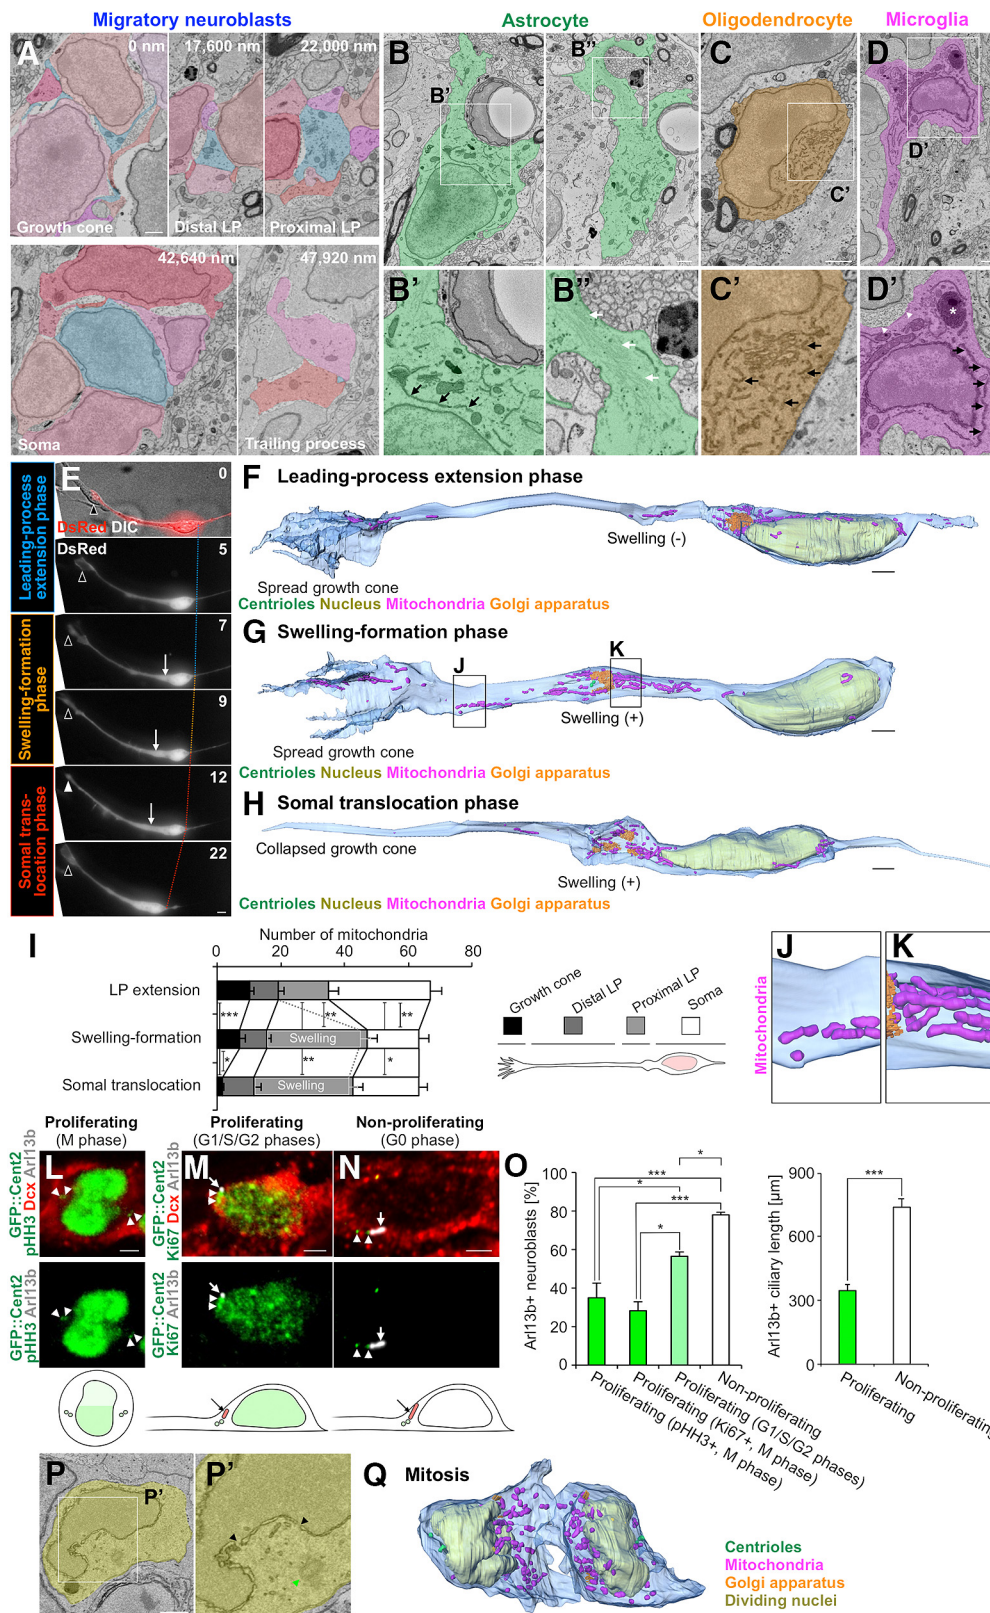 Migratory neuroblasts
Astrocyte
Oligodendrocyte
Microglia
A
0 nm
17,600 nm
22,000 nm
Growth cone
Distal LP
Proximal LP
42,640 nm
47,920 nm
Soma
Trailing process
B
B'
B''
C
C'
D
D'
B'
B''
C'
D'
*
Leading-process
extension phase
Swelling-formation
phase
Somal trans-
location phase
E
0
DsRed DIC
DsRed
5
7
9
12
22
F
Leading-process extension phase
Swelling (-)
Spread growth cone
Centrioles Nucleus Mitochondria Golgi apparatus
G
Swelling-formation phase
J
K
Swelling (+)
Spread growth cone
Centrioles Nucleus Mitochondria Golgi apparatus
H
Somal translocation phase
Collapsed growth cone
Swelling (+)
Centrioles Nucleus Mitochondria Golgi apparatus
I
Number of mitochondria
0 20 40 60 80
LP extension
*** ** **
Swelling-formation
Swelling
* ** *
Somal translocation
Swelling
Growth cone
Distal LP
Proximal LP
Soma
J
K
Mitochondria
Proliferating
(M phase)
Proliferating
(G1/S/G2 phases)
Non-proliferating
(G0 phase)
L
GFP::Cent2
pHH3 Dcx Arl13b
M
GFP::Cent2
Ki67 Dcx Arl13b
N
GFP::Cent2
pHH3 Arl13b
GFP::Cent2
Ki67 Arl13b
O
Arl13b+ neuroblasts [%]
100
80
60
40
20
0
*
***
*
***
*
Proliferating (pHH3+, M phase)
Proliferating (Ki67+, M phase)
Proliferating (G1/S/G2 phases)
Non-proliferating
Arl13b+ ciliary length [µm]
900
600
300
0
***
Proliferating
Non-proliferating
P
P'
P'
Q
Mitosis
Centrioles
Mitochondria
Golgi apparatus
Dividing nuclei